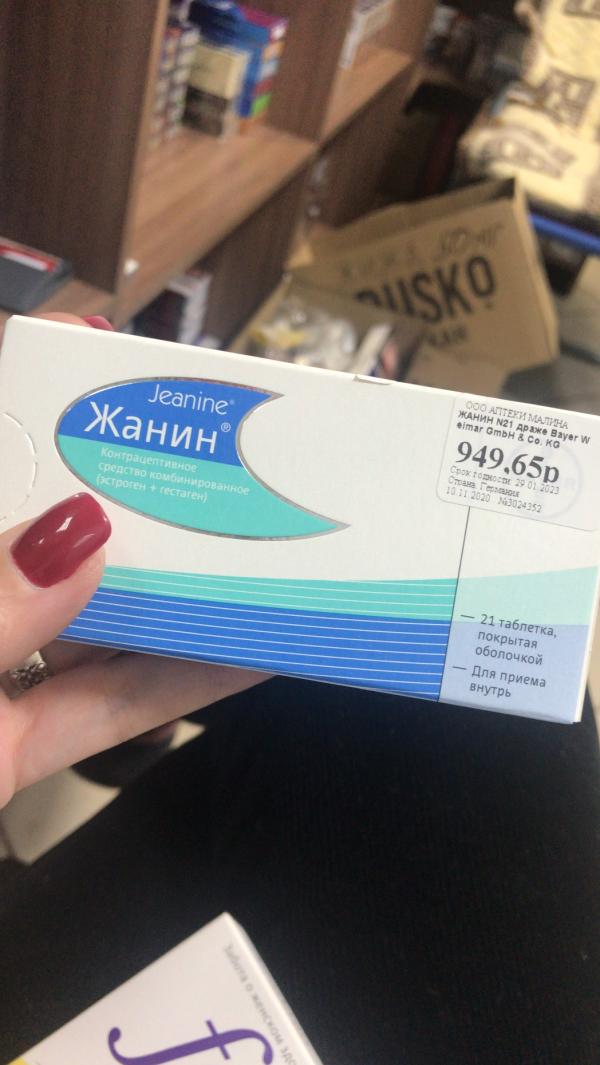 Jeanine®
Жанин®
Контрацептивное
средство комбинированное
(эстроген + гестаген)
ООО АПТЕКИ МАЛИНА
ЖАНИН N21 драже Bayer W
eimar GmbH & Co. KG
949,65р
Срок годности: 29.01.2023
Страна: Германия
10.11.2020 №3024352
— 21 таблетка,
покрытая
оболочкой
— Для приема
внутрь
Забота о женском